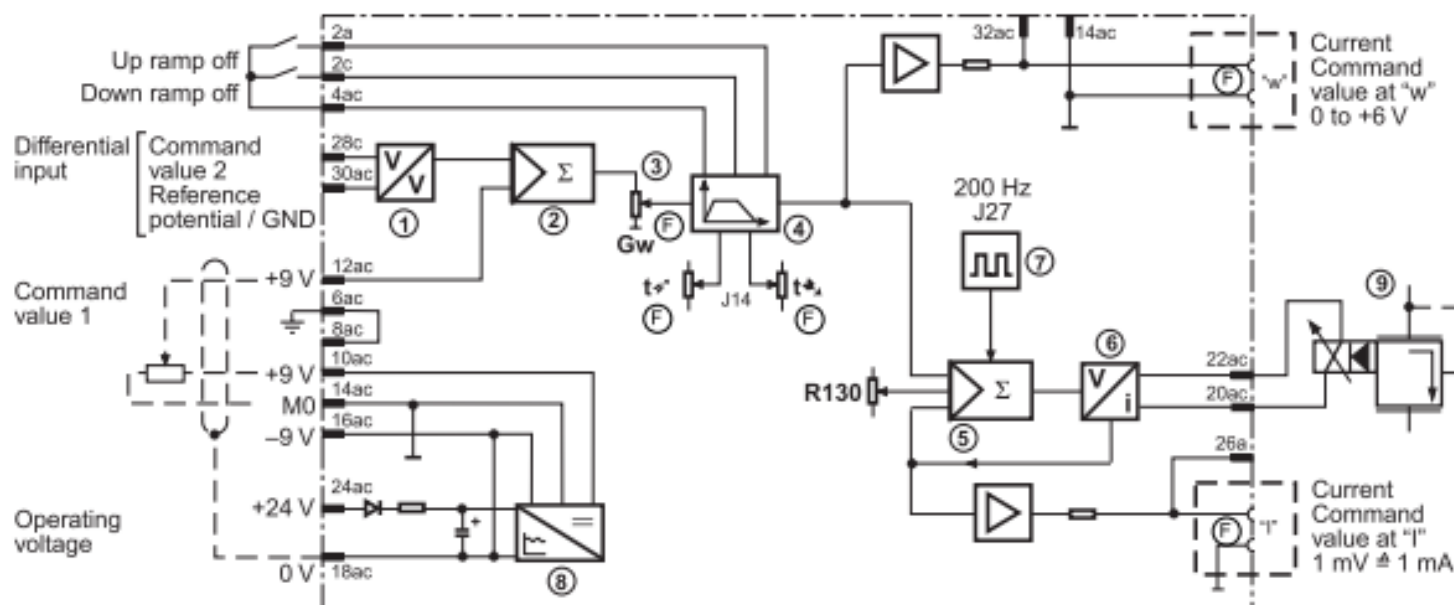 2a
Up ramp off
2c
Down ramp off
4ac
Differential input
Command value 2
Reference potential / GND
28c
30ac
V
V
①
Σ
②
③
Gw
F
④
t
F
J14
t
F
32ac
14ac
F
"w"
Current
Command
value at "w"
0 to +6 V
Command
value 1
+9 V
12ac
6ac
8ac
+9 V
10ac
M0
14ac
–9 V
16ac
Operating
voltage
+24 V
24ac
+
0 V
18ac
=
⑧
200 Hz
J27
⑦
R130
Σ
⑤
⑥
V
i
22ac
20ac
⑨
26a
F
"I"
Current
Command
value at "I"
1 mV ≙ 1 mA